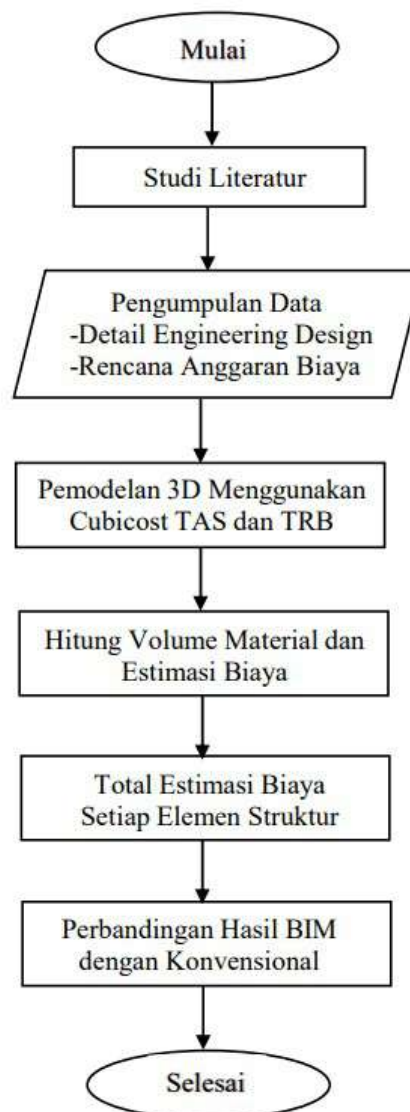 Mulai
Studi Literatur
Pengumpulan Data
-Detail Engineering Design
-Rencana Anggaran Biaya
Pemodelan 3D Menggunakan
Cubicost TAS dan TRB
Hitung Volume Material dan
Estimasi Biaya
Total Estimasi Biaya
Setiap Elemen Struktur
Perbandingan Hasil BIM
dengan Konvensional
Selesai